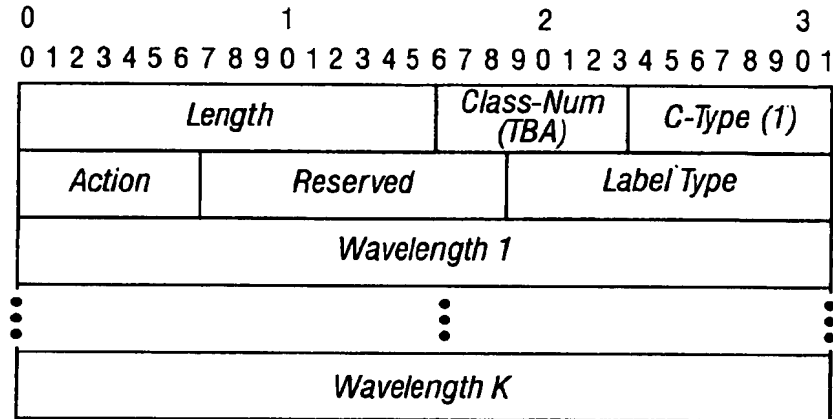 0 1 2 3
0 1 2 3 4 5 6 7 8 9 0 1 2 3 4 5 6 7 8 9 0 1 2 3 4 5 6 7 8 9 0 1
Length Class-Num (TBA) C-Type (1)
Action Reserved Label Type
Wavelength 1
Wavelength K